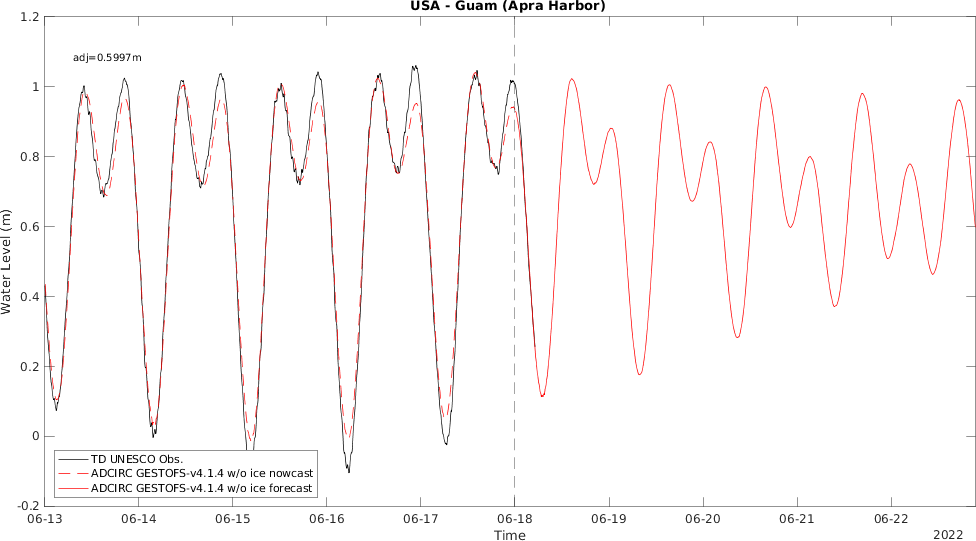 USA - Guam (Apra Harbor)
1.2
adj=0.5997m
1
0.8
0.6
0.4
0.2
0
-0.2
Water Level (m)
TD UNESCO Obs.
ADCIRC GESTOFS-v4.1.4 w/o ice nowcast
ADCIRC GESTOFS-v4.1.4 w/o ice forecast
06-13 06-14 06-15 06-16 06-17 06-18 06-19 06-20 06-21 06-22
Time
2022